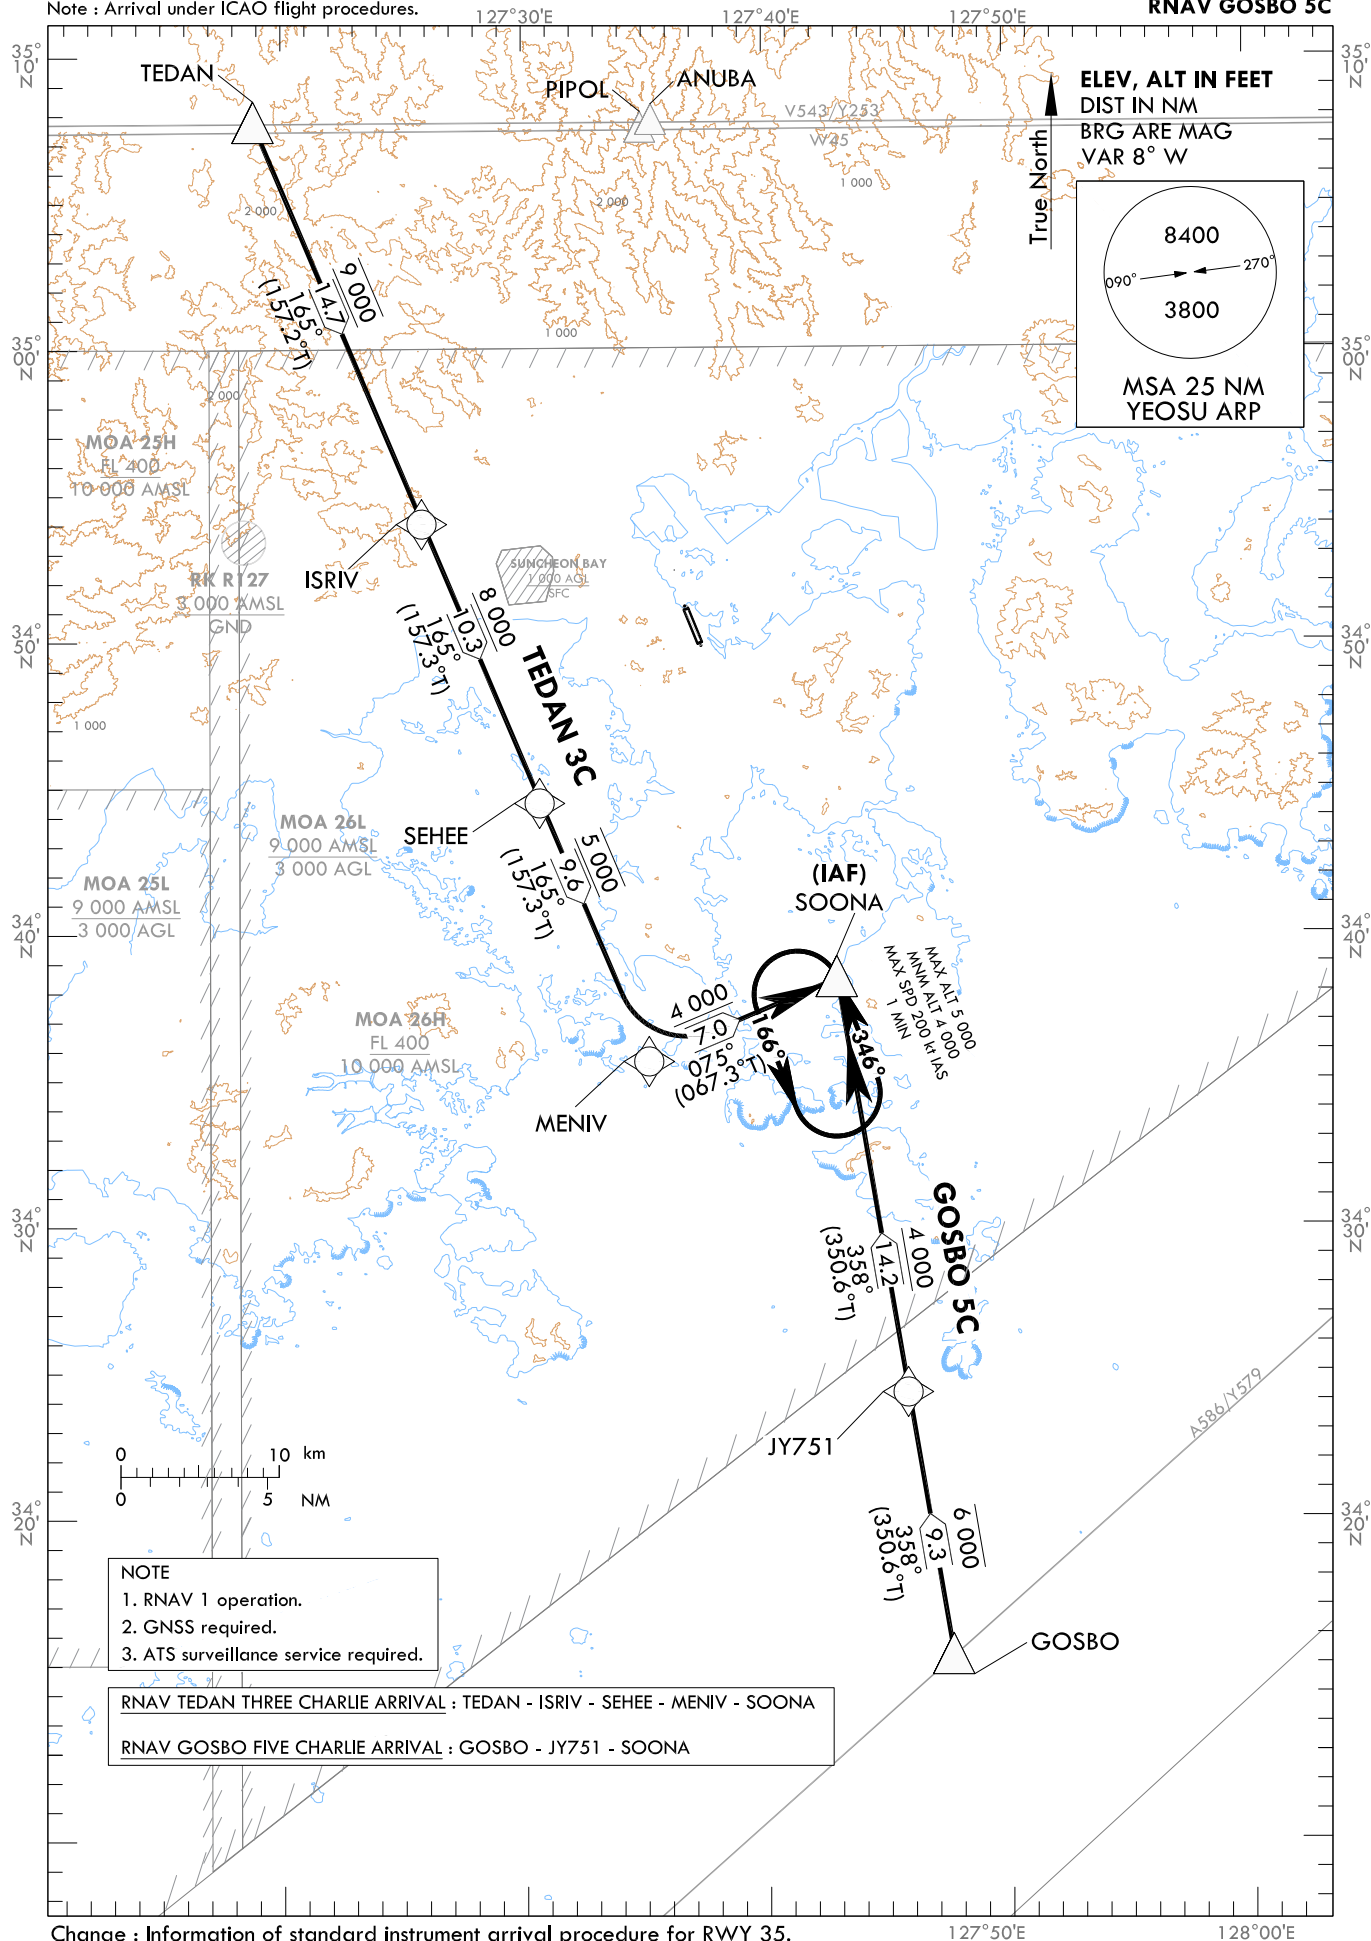 Note : Arrival under ICAO flight procedures.
RNAV GOSBO 5C
127°30'E
127°40'E
127°50'E
35°
10'
N
35°
10'
N
TEDAN
PIPOL
ANUBA
V543/Y253
W45
ELEV, ALT IN FEET
DIST IN NM
BRG ARE MAG
VAR 8° W
True North
8400
090°
270°
3800
MSA 25 NM
YEOSU ARP
2 000
2 000
1 000
1 000
2 000
9 000
14.7
165°
(157.2°T)
35°
00'
N
35°
00'
N
MOA 25H
FL 400
10 000 AMSL
RK R127
3 000 AMSL
GND
ISRIV
SUNCHEON BAY
1 000 AGL
SFC
8 000
10.3
165°
(157.3°T)
TEDAN 3C
34°
50'
N
34°
50'
N
1 000
SEHEE
MOA 26L
9 000 AMSL
3 000 AGL
MOA 25L
9 000 AMSL
3 000 AGL
5 000
9.6
165°
(157.3°T)
(IAF)
SOONA
34°
40'
N
34°
40'
N
MAX ALT 5 000
MNM ALT 4 000
MAX SPD 200 kt IAS
1 MIN
4 000
7.0
075°
(067.3°T)
166°
346°
MOA 26H
FL 400
10 000 AMSL
MENIV
34°
30'
N
34°
30'
N
GOSBO 5C
4 000
14.2
358°
(350.6°T)
JY751
A586/Y579
0
10 km
0
5
NM
34°
20'
N
34°
20'
N
6 000
9.3
358°
(350.6°T)
GOSBO
NOTE
1. RNAV 1 operation.
2. GNSS required.
3. ATS surveillance service required.
RNAV TEDAN THREE CHARLIE ARRIVAL : TEDAN - ISRIV - SEHEE - MENIV - SOONA
RNAV GOSBO FIVE CHARLIE ARRIVAL : GOSBO - JY751 - SOONA
Change : Information of standard instrument arrival procedure for RWY 35.
127°50'E
128°00'E